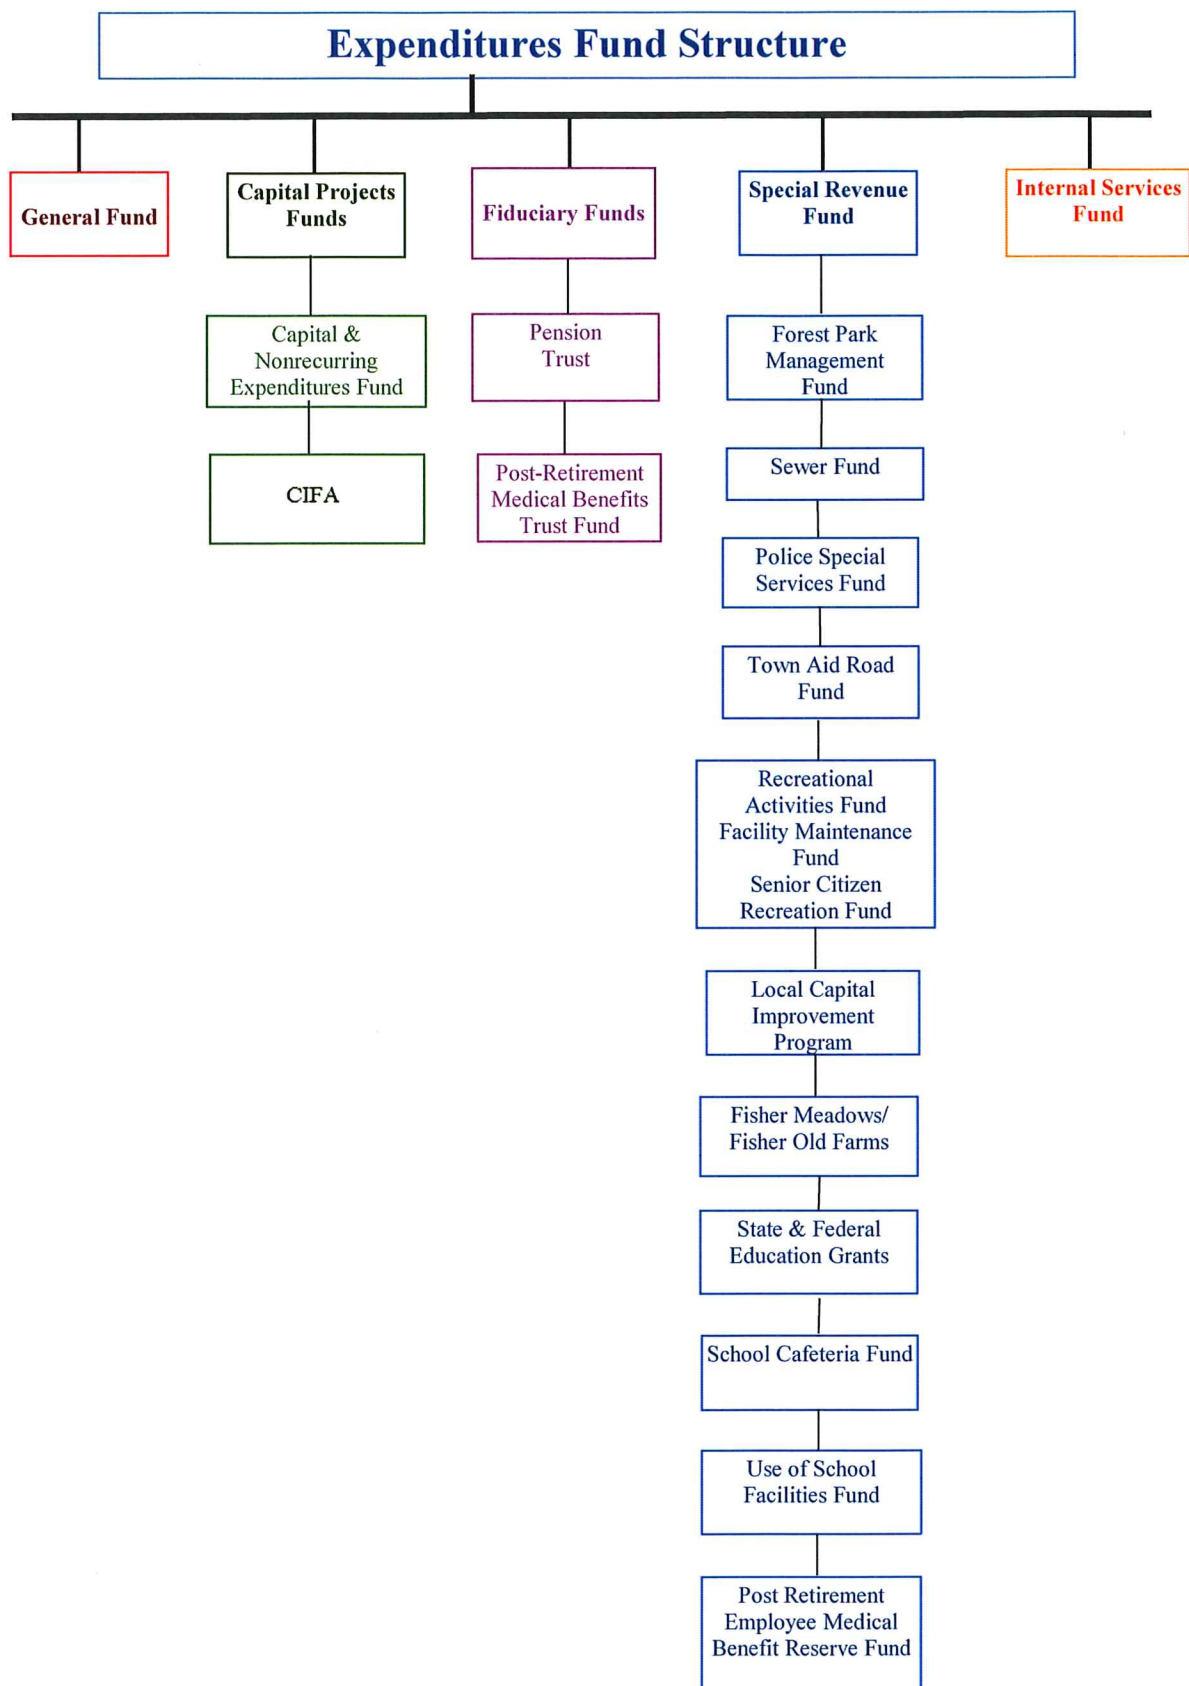 Expenditures Fund Structure
General Fund
Capital Projects
Funds
Fiduciary Funds
Special Revenue
Fund
Internal Services
Fund
Capital &
Nonrecurring
Expenditures Fund
CIFA
Pension
Trust
Post-Retirement
Medical Benefits
Trust Fund
Forest Park
Management
Fund
Sewer Fund
Police Special
Services Fund
Town Aid Road
Fund
Recreational
Activities Fund
Facility Maintenance
Fund
Senior Citizen
Recreation Fund
Local Capital
Improvement
Program
Fisher Meadows/
Fisher Old Farms
State & Federal
Education Grants
School Cafeteria Fund
Use of School
Facilities Fund
Post Retirement
Employee Medical
Benefit Reserve Fund